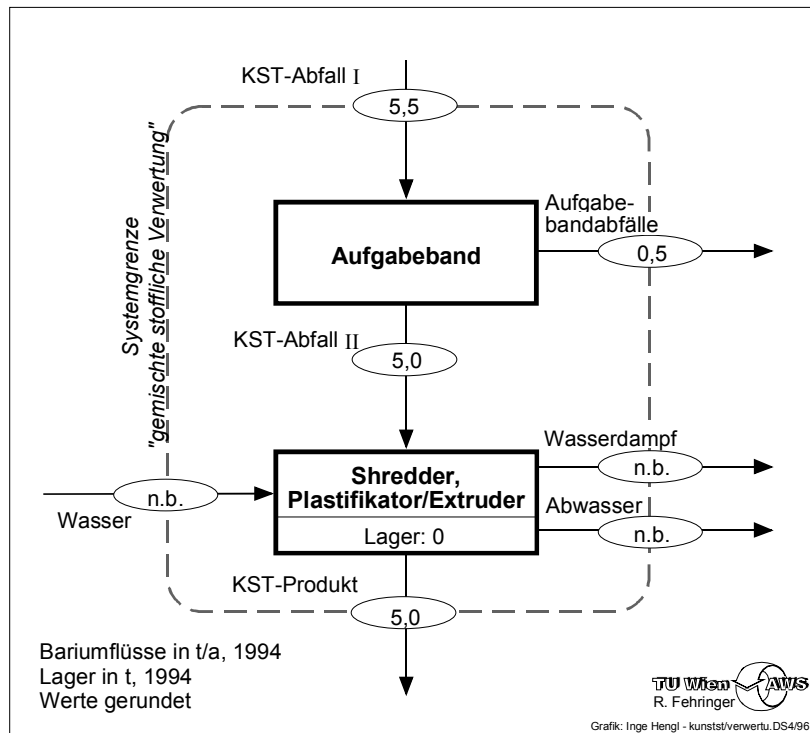 KST-Abfall I
5,5
Systemgrenze
"gemischte stoffliche Verwertung"
Aufgabe-
bandabfälle
Aufgabeband
0,5
KST-Abfall II
5,0
Wasserdampf
n.b.
Shredder,
Plastifikator/Extruder
n.b.
Wasser
Abwasser
n.b.
Lager: 0
KST-Produkt
5,0
Bariumflüsse in t/a, 1994
Lager in t, 1994
Werte gerundet
TU Wien AWS
R. Fehringer
Grafik: Inge Hengl - kunstst/verwertu.DS4/96